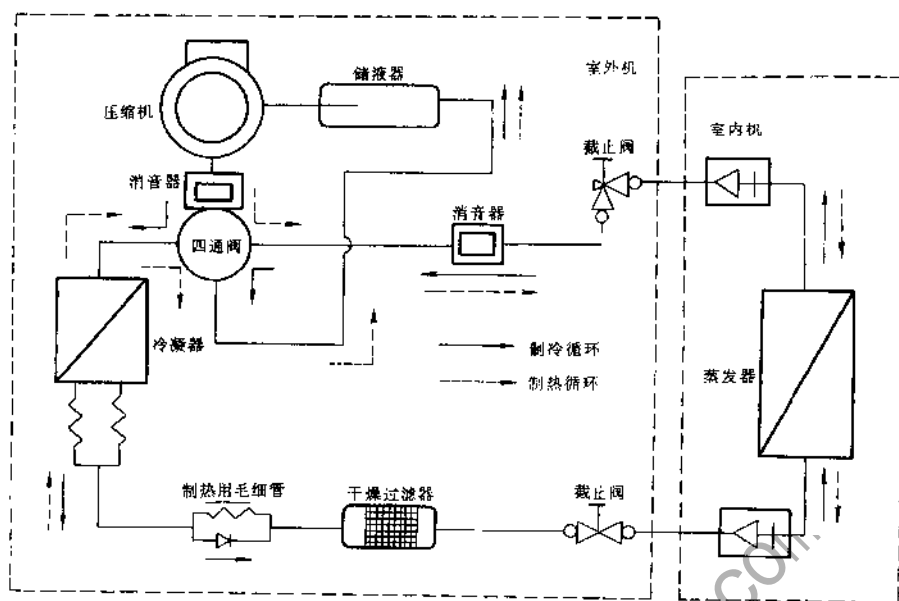 储液器
室外机
压缩机
室内机
截止阀
消音器
消音器
四通阀
冷凝器
制冷循环
制热循环
蒸发器
制热用毛细管
干燥过滤器
截止阀
COM